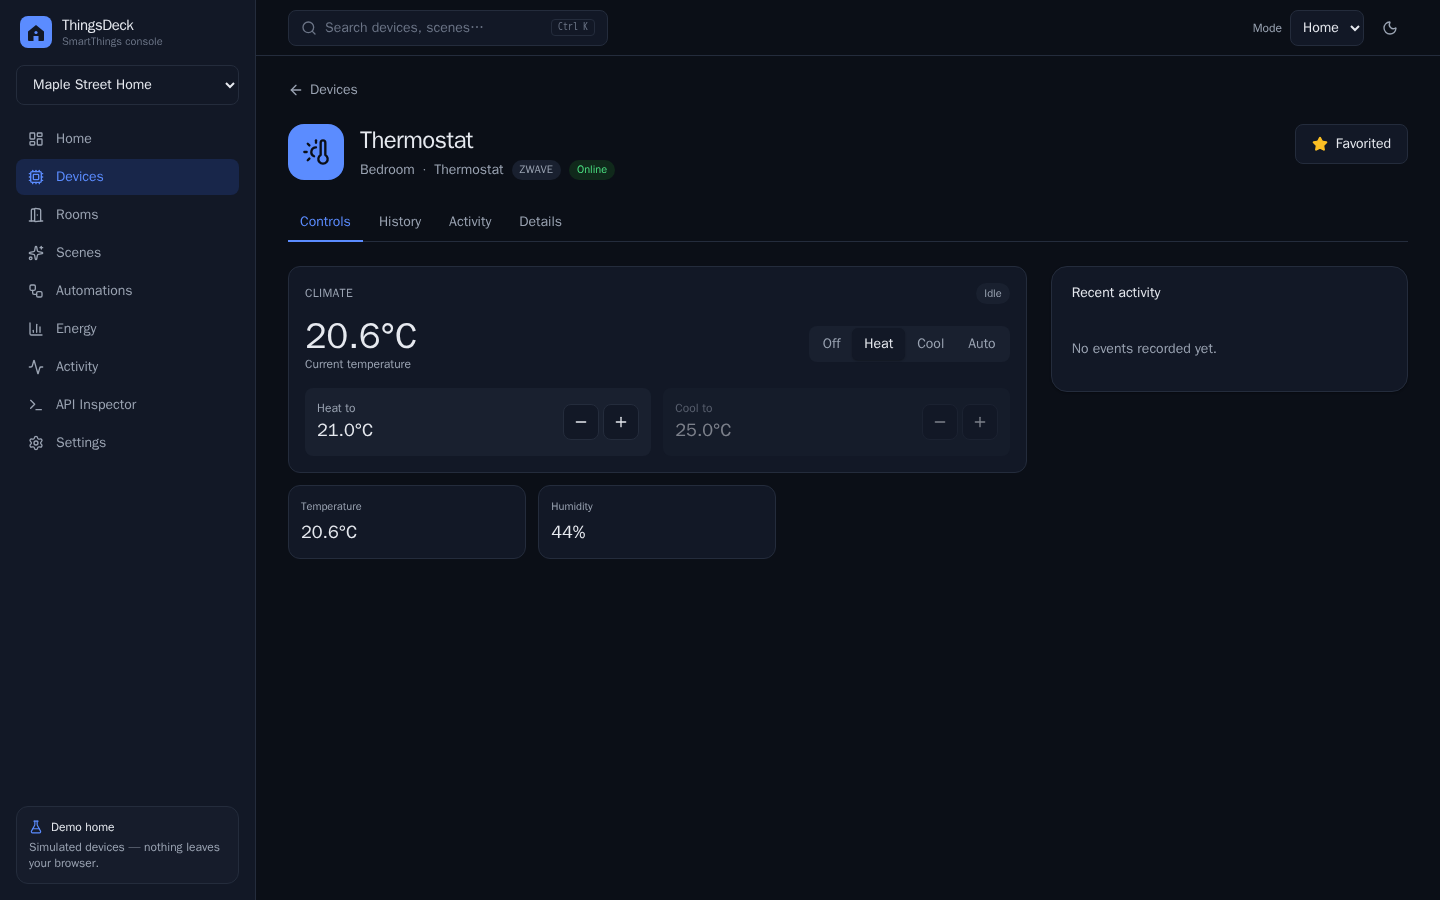 ThingsDeck
SmartThings console
Maple Street Home
Home
Devices
Rooms
Scenes
Automations
Energy
Activity
API Inspector
Settings
Demo home
Simulated devices — nothing leaves
your browser.
Search devices, scenes⋯ Ctrl K
Mode Home
Devices
Thermostat
Bedroom · Thermostat ZWAVE Online
Favorited
Controls History Activity Details
CLIMATE Idle
20.6°C
Current temperature
Off Heat Cool Auto
Heat to
21.0°C
Cool to
25.0°C
Temperature
20.6°C
Humidity
44%
Recent activity
No events recorded yet.